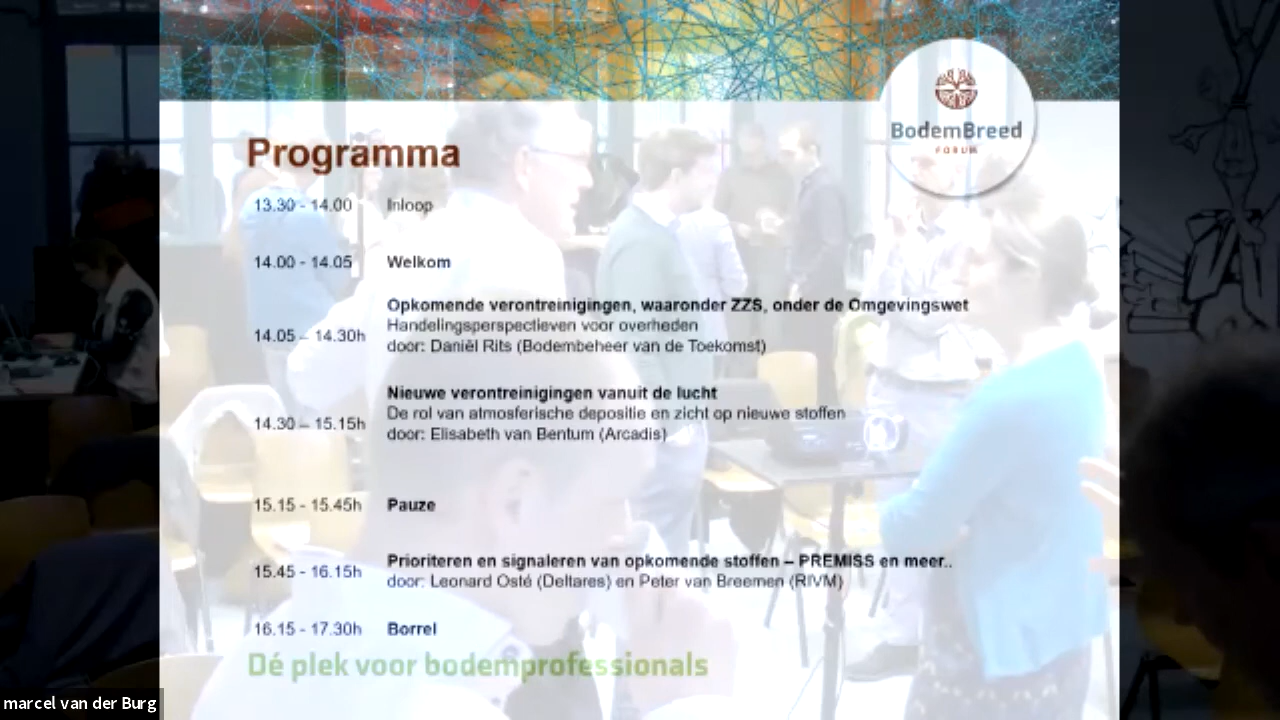 BodemBreed
FORUM
Programma
13.30 - 14.00 Inloop
14.00 - 14.05 Welkom
Opkomende verontreinigingen, waaronder ZZS, onder de Omgevingswet
Handelingsperspectieven voor overheden
14.05 – 14.30h
door: Daniël Rits (Bodembeheer van de Toekomst)
Nieuwe verontreinigingen vanuit de lucht
De rol van atmosferische depositie en zicht op nieuwe stoffen
14.30 – 15.15h
door: Elisabeth van Bentum (Arcadis)
15.15 - 15.45h Pauze
Prioriteren en signaleren van opkomende stoffen – PREMISS en meer..
15.45 - 16.15h
door: Leonard Osté (Deltares) en Peter van Breemen (RIVM)
16.15 - 17.30h Borrel
Dé plek voor bodemprofessionals
marcel van der Burg